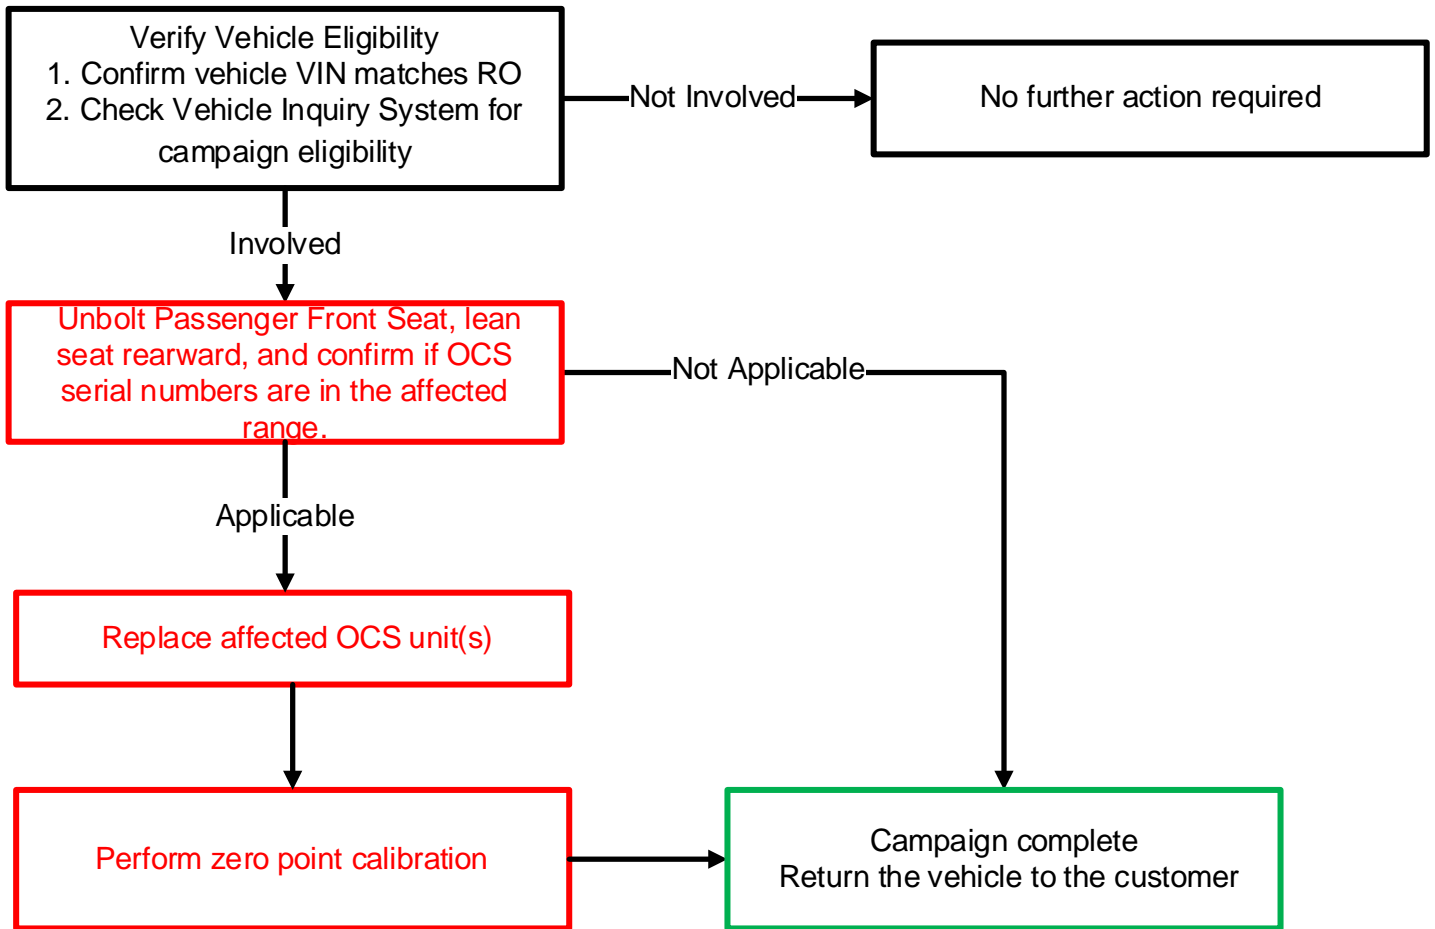 Verify Vehicle Eligibility
1. Confirm vehicle VIN matches RO
2. Check Vehicle Inquiry System for
campaign eligibility
Not Involved
No further action required
Involved
Unbolt Passenger Front Seat, lean
seat rearward, and confirm if OCS
serial numbers are in the affected
range.
Not Applicable
Applicable
Replace affected OCS unit(s)
Perform zero point calibration
Campaign complete
Return the vehicle to the customer